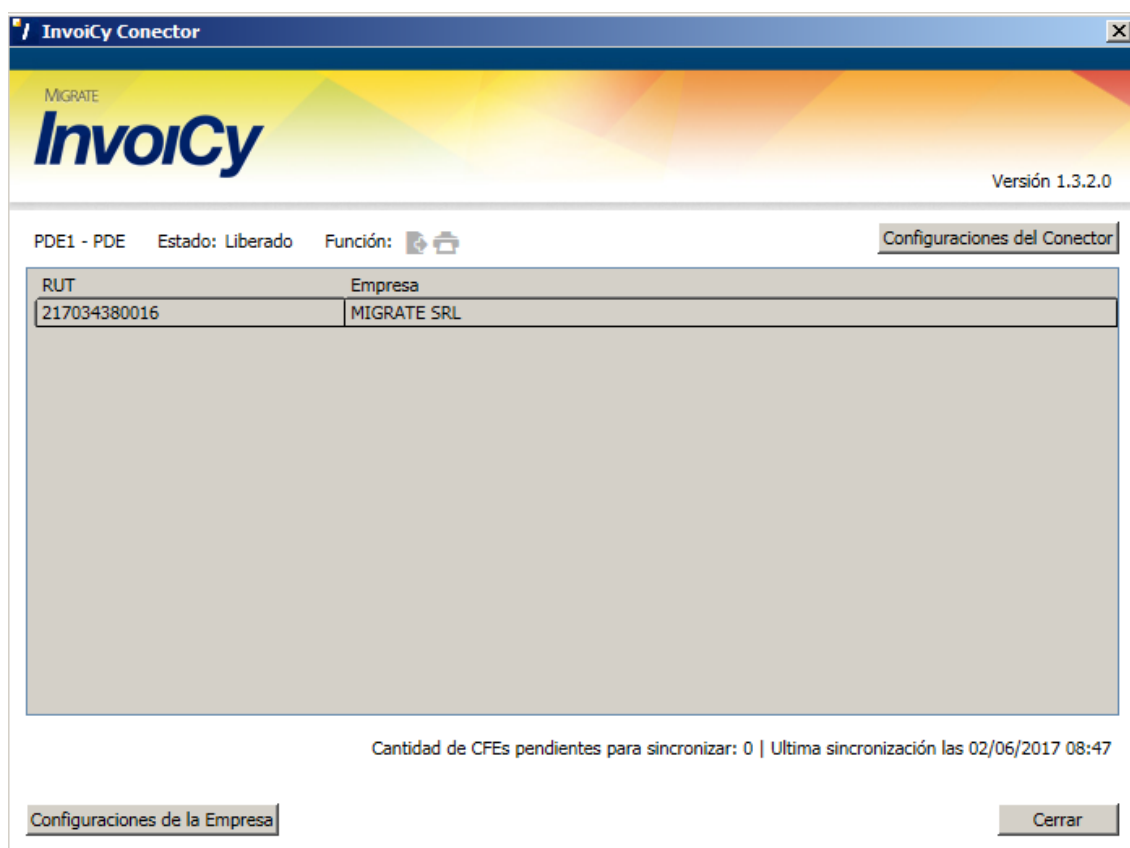 InvoiCy Conector
MIGRATE
InvoiCy
Versión 1.3.2.0
PDE1 - PDE Estado: Liberado Función: Configuraciones del Conector
RUT Empresa
217034380016 MIGRATE SRL
Cantidad de CFEs pendientes para sincronizar: 0 | Ultima sincronización las 02/06/2017 08:47
Configuraciones de la Empresa Cerrar